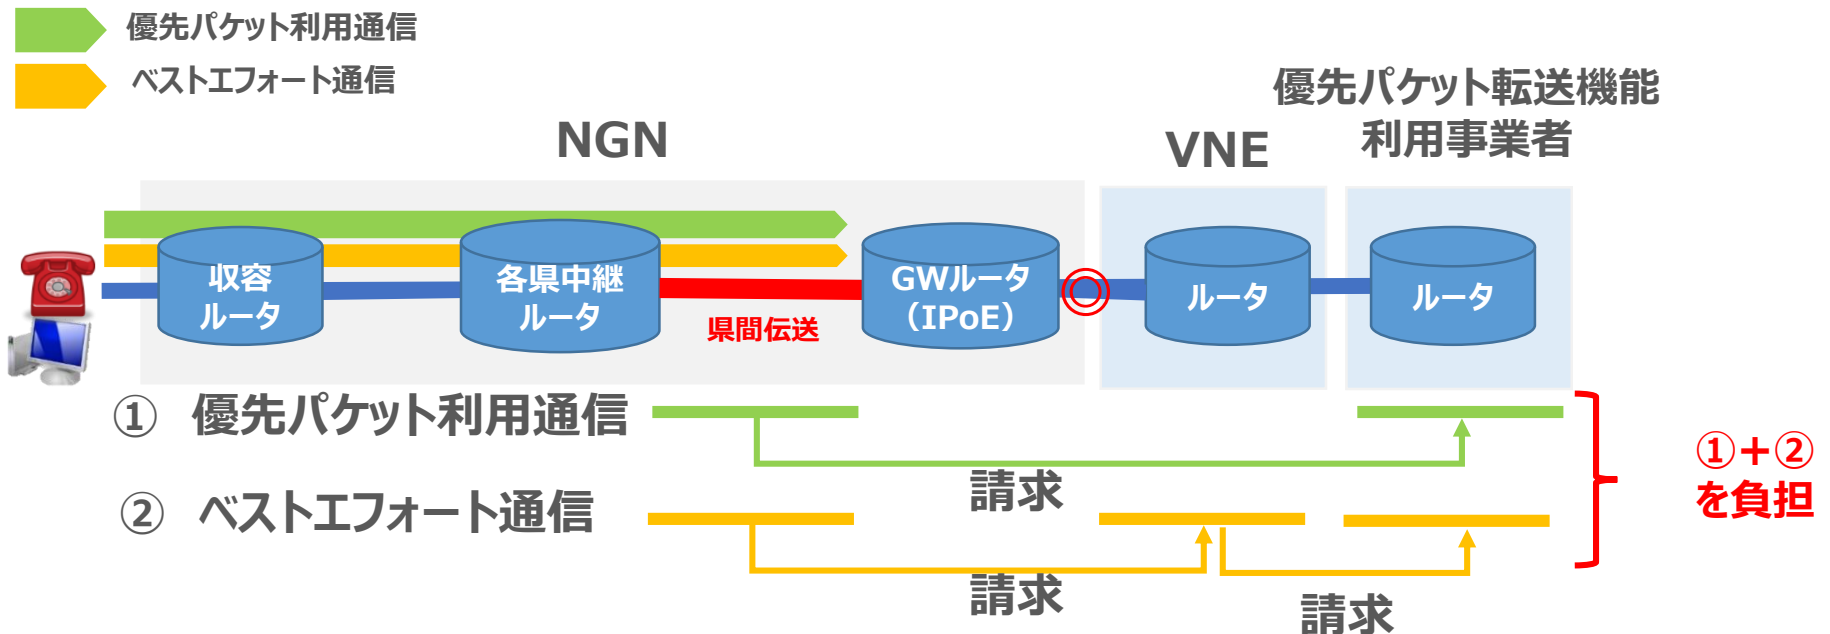 優先パケット利用通信
ベストエフォート通信
優先パケット転送機能
利用事業者
NGN
VNE
収容
ルータ
各県中継
ルータ
県間伝送
GWルータ
（IPoE）
ルータ
ルータ
① 優先パケット利用通信
請求
② ベストエフォート通信
請求
請求
①+②
を負担